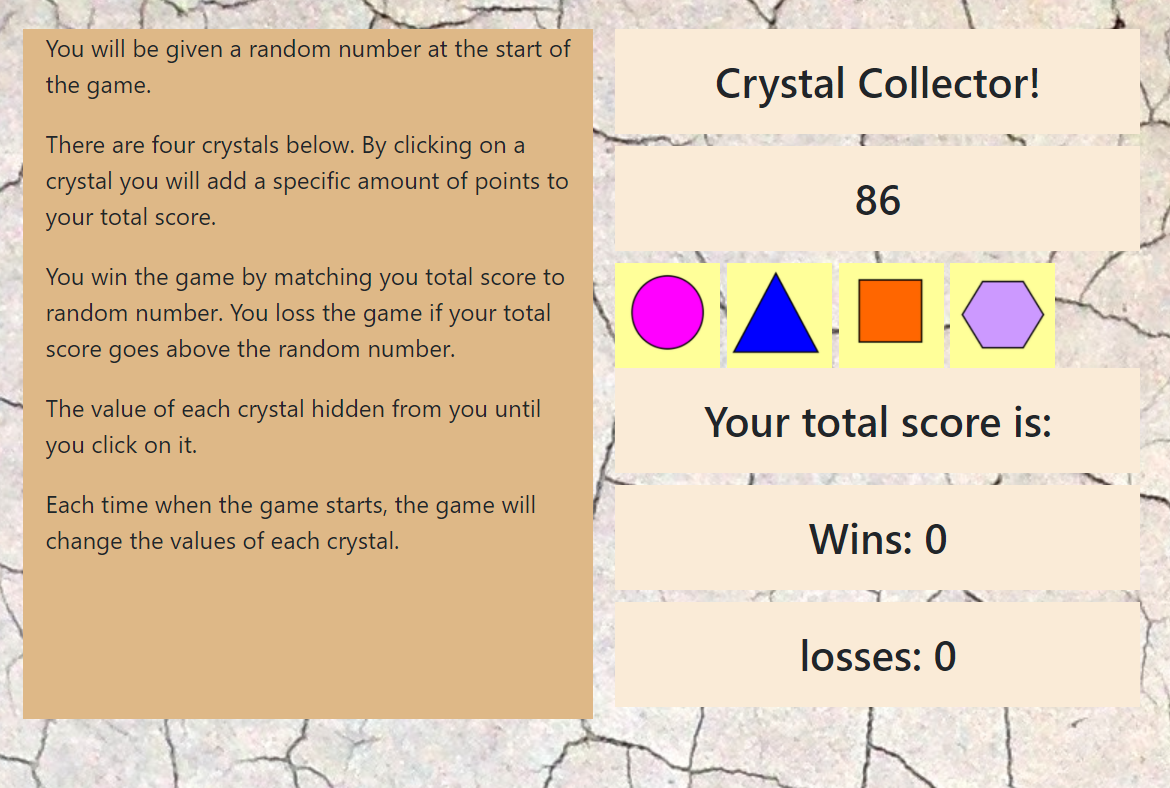 You will be given a random number at the start of
the game.
There are four crystals below. By clicking on a
crystal you will add a specific amount of points to
your total score.
You win the game by matching you total score to
random number. You loss the game if your total
score goes above the random number.
The value of each crystal hidden from you until
you click on it.
Each time when the game starts, the game will
change the values of each crystal.
Crystal Collector!
86
Your total score is:
Wins: 0
losses: 0